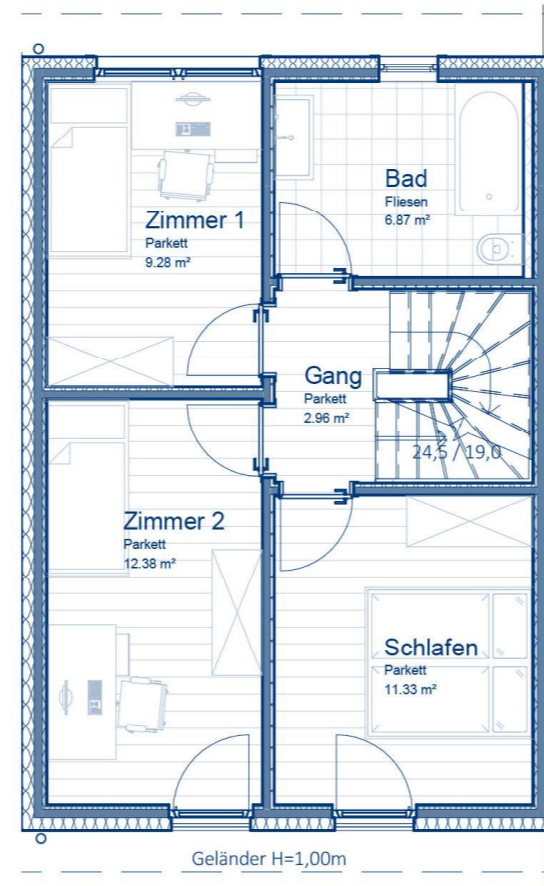 Bad
Fliesen
6.87 m²
Zimmer 1
Parkett
9.28 m²
Gang
Parkett
2.96 m²
24,5 / 19,0
Zimmer 2
Parkett
12.38 m²
Schlafen
Parkett
11.33 m²
Geländer H=1,00m